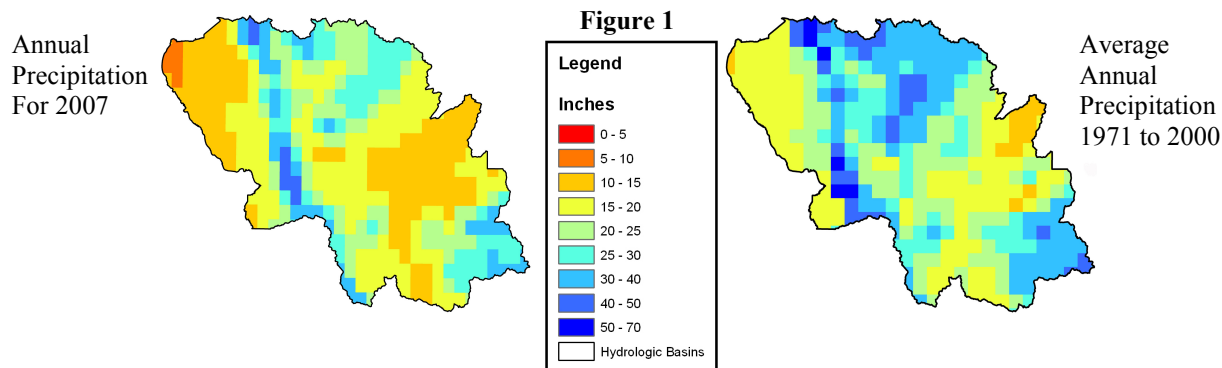 Figure 1
Annual
Precipitation
For 2007
Legend
Inches
0 - 5
5 - 10
10 - 15
15 - 20
20 - 25
25 - 30
30 - 40
40 - 50
50 - 70
Hydrologic Basins
Average
Annual
Precipitation
1971 to 2000